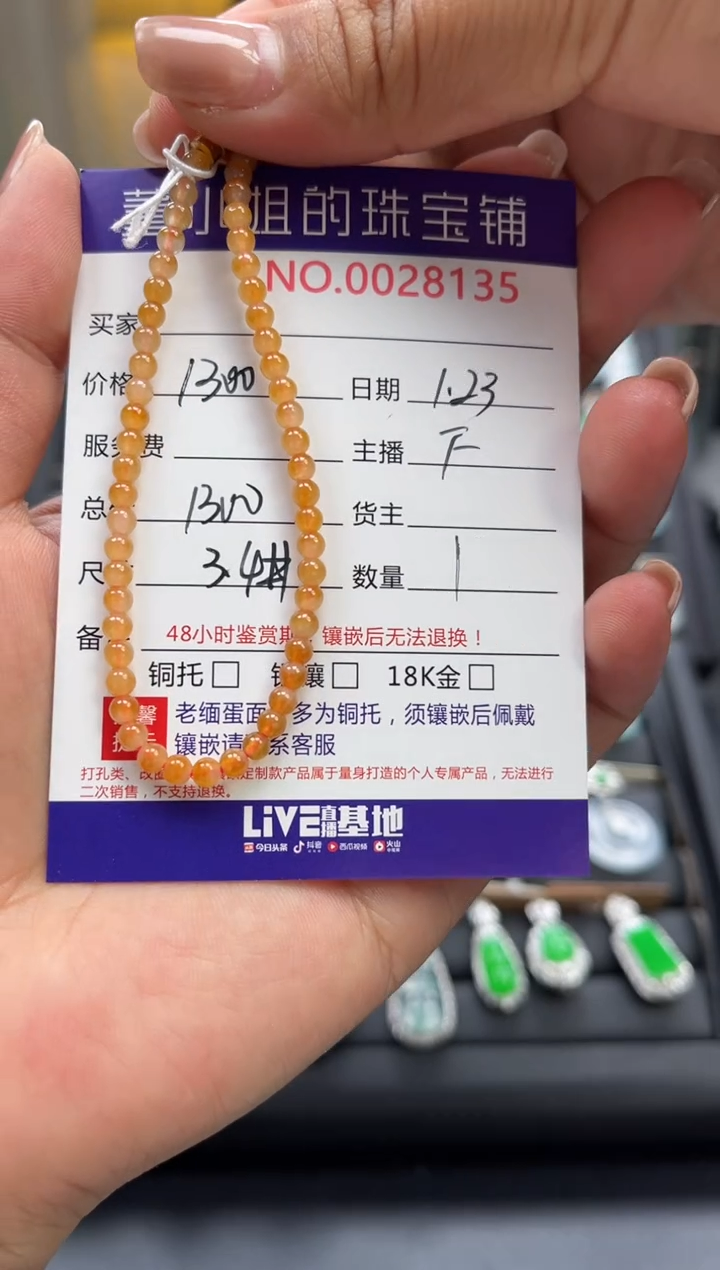 小姐的珠宝铺
NO.0028135
买家
价格 1300 日期 1.23
服务费 主播
总 1300 货主
尺 3.4# 数量 1
备 48小时鉴赏期 镶嵌后无法退换！
铜托 镶 18K金
馨 老缅蛋面 多为铜托，须镶嵌后佩戴
镶嵌请 系客服
打孔类、 定制款产品属于量身打造的个人专属产品，无法进行
二次销售，不支持退换。
LiVE直播基地
今日头条 抖音 西瓜视频 火山